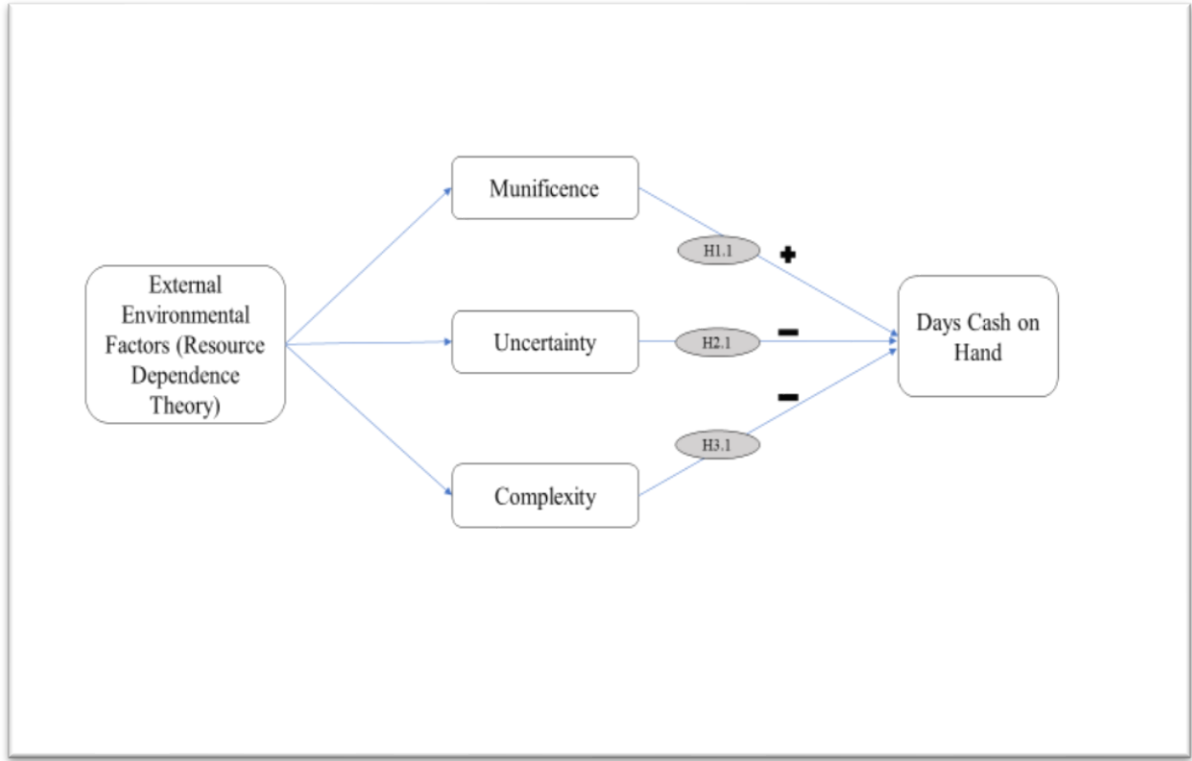 Munificence
H1.1
+
External
Environmental
Factors (Resource
Dependence
Theory)
Uncertainty
H2.1
-
Days Cash on
Hand
-
H3.1
Complexity